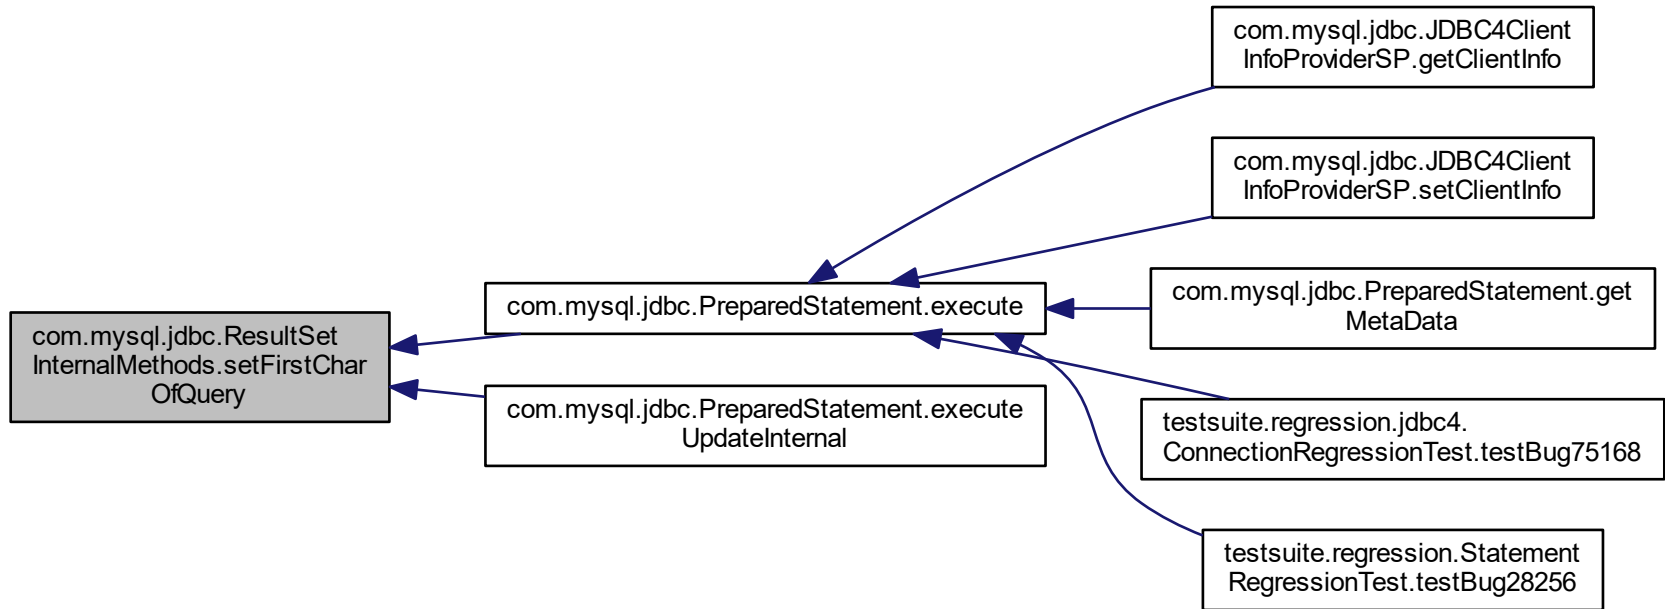 com.mysql.jdbc.JDBC4Client
InfoProviderSP.getClientInfo
com.mysql.jdbc.JDBC4Client
InfoProviderSP.setClientInfo
com.mysql.jdbc.PreparedStatement.get
MetaData
com.mysql.jdbc.PreparedStatement.execute
com.mysql.jdbc.ResultSet
InternalMethods.setFirstChar
OfQuery
com.mysql.jdbc.PreparedStatement.execute
UpdateInternal
testsuite.regression.jdbc4.
ConnectionRegressionTest.testBug75168
testsuite.regression.Statement
RegressionTest.testBug28256